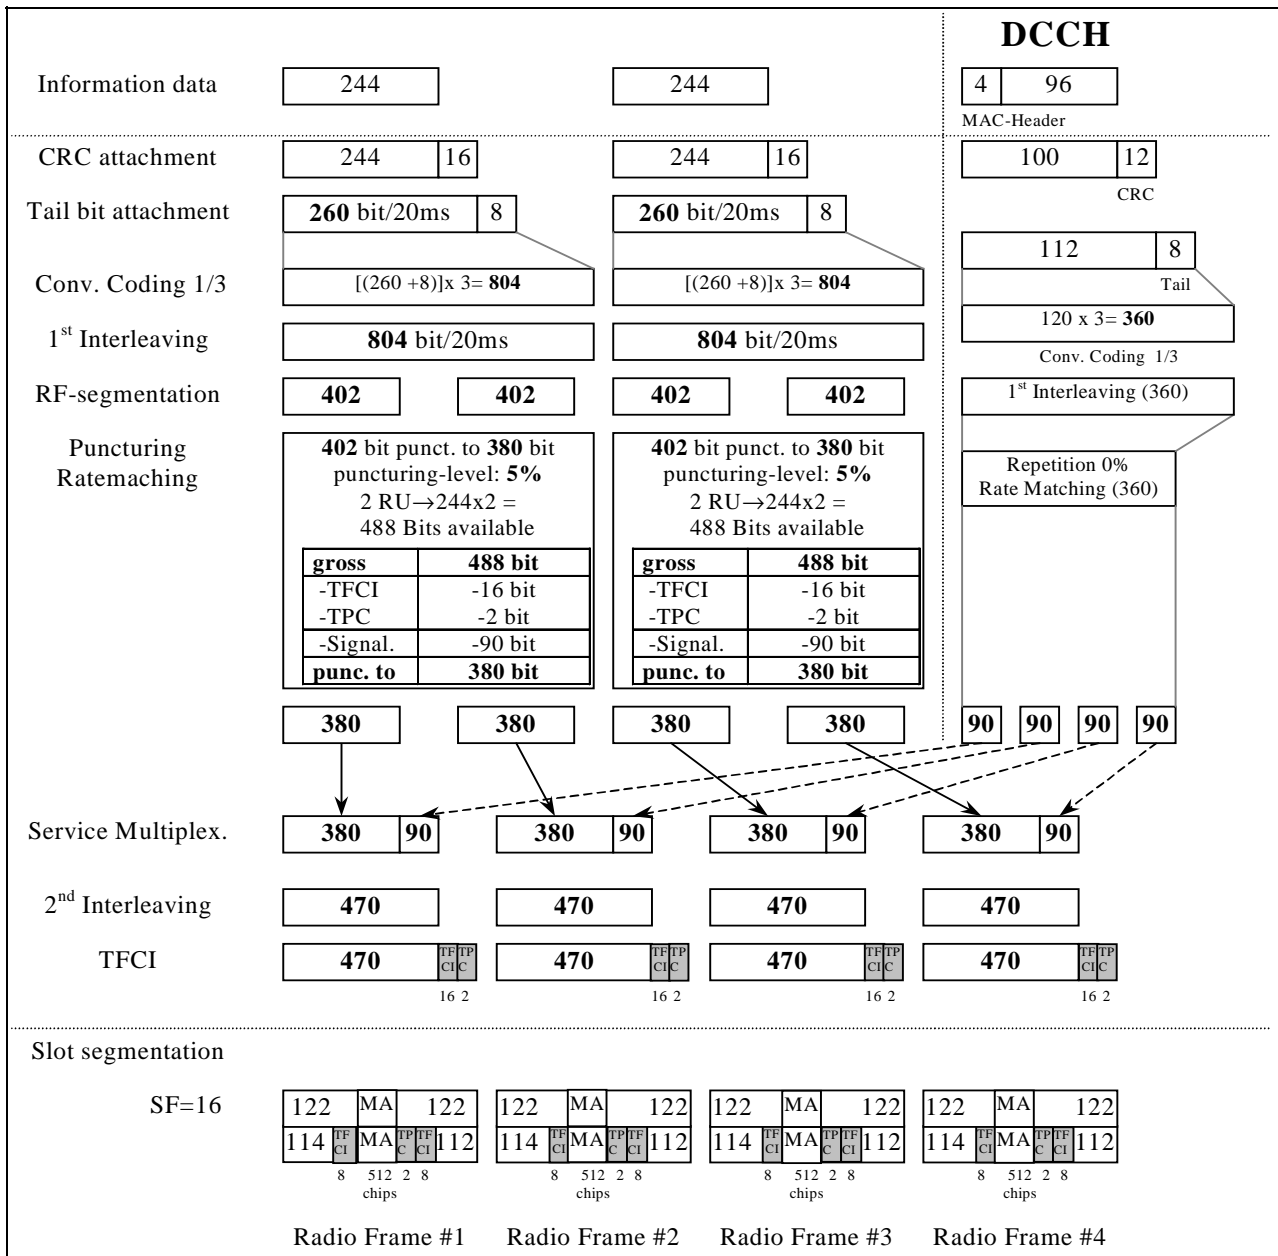 DCCH
Information data 244 244 4 96
MAC-Header
CRC attachment 244 16 244 16 100 12
CRC
Tail bit attachment 260 bit/20ms 8 260 bit/20ms 8
112 8
Tail
Conv. Coding 1/3 [(260 +8)]x 3= 804 [(260 +8)]x 3= 804
120 x 3= 360
Conv. Coding 1/3
1st Interleaving 804 bit/20ms 804 bit/20ms
RF-segmentation 402 402 402 402 1st Interleaving (360)
Puncturing
Ratemaching
402 bit punct. to 380 bit
puncturing-level: 5%
2 RU→244x2 =
488 Bits available
gross 488 bit
-TFCI -16 bit
-TPC -2 bit
-Signal. -90 bit
punc. to 380 bit
402 bit punct. to 380 bit
puncturing-level: 5%
2 RU→244x2 =
488 Bits available
gross 488 bit
-TFCI -16 bit
-TPC -2 bit
-Signal. -90 bit
punc. to 380 bit
Repetition 0%
Rate Matching (360)
380 380 380 380 90 90 90 90
Service Multiplex. 380 90 380 90 380 90 380 90
2nd Interleaving 470 470 470 470
TFCI 470 TFCI TPC 470 TFCI TPC 470 TFCI TPC 470 TFCI TPC
16 2 16 2 16 2 16 2
Slot segmentation
SF=16 122 MA 122 122 MA 122 122 MA 122 122 MA 122
114 TFCI MA TPC TFCI 112 114 TFCI MA TPC TFCI 112 114 TFCI MA TPC TFCI 112 114 TFCI MA TPC TFCI 112
8 512 2 8 8 512 2 8 8 512 2 8 8 512 2 8
chips chips chips chips
Radio Frame #1 Radio Frame #2 Radio Frame #3 Radio Frame #4